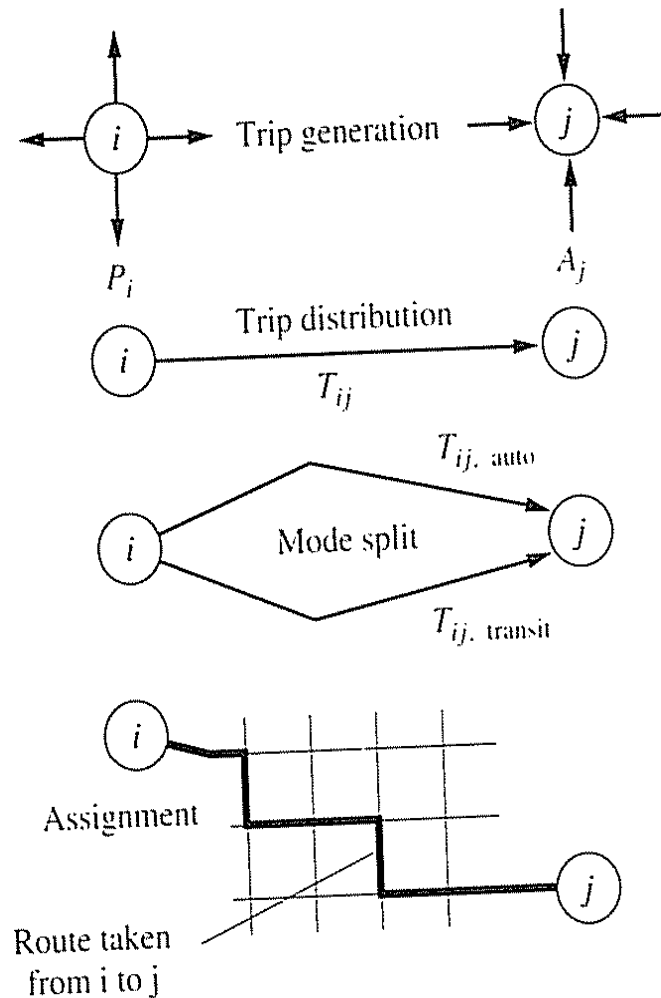 i Trip generation j
P_i A_j
Trip distribution
i j
T_ij
T_ij, auto
i Mode split j
T_ij, transit
i
Assignment
j
Route taken
from i to j